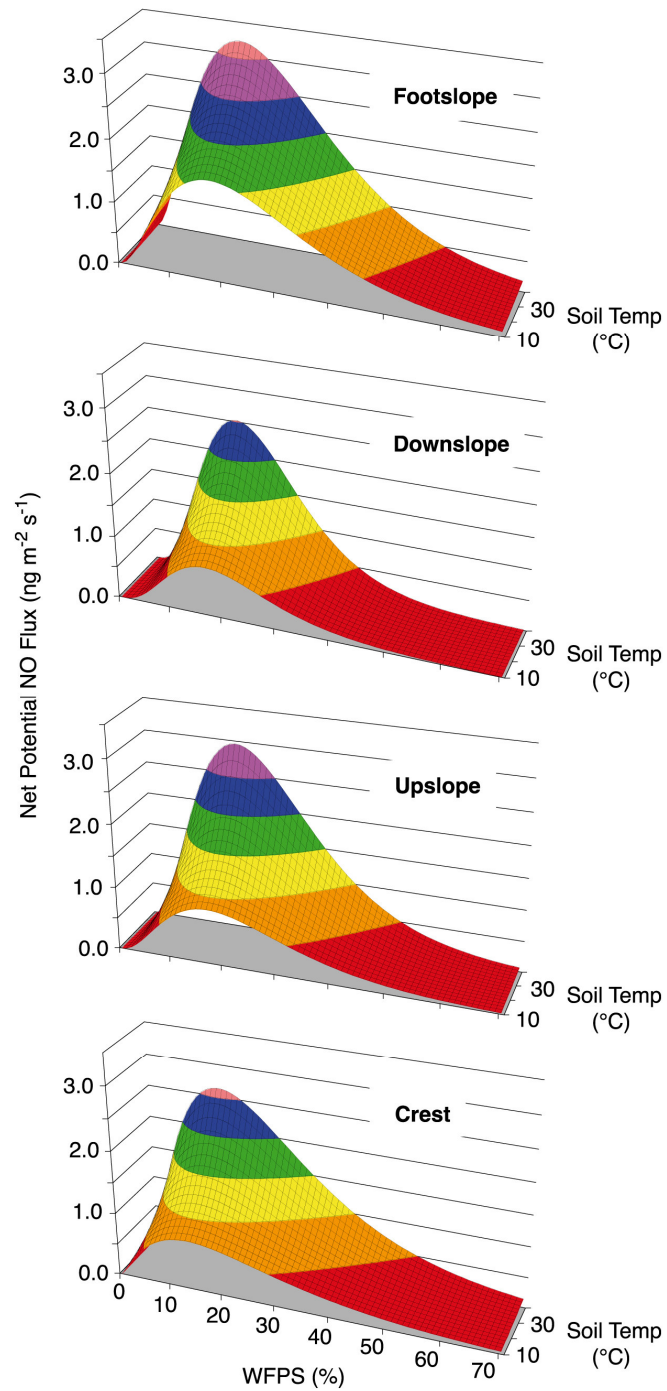 3.0
2.0
1.0
0.0
Footslope
30
10
Soil Temp
(°C)
3.0
2.0
1.0
0.0
Downslope
30
10
Soil Temp
(°C)
Net Potential NO Flux (ng m⁻² s⁻¹)
3.0
2.0
1.0
0.0
Upslope
30
10
Soil Temp
(°C)
3.0
2.0
1.0
0.0
Crest
30
10
Soil Temp
(°C)
0 10 20 30 40 50 60 70
WFPS (%)